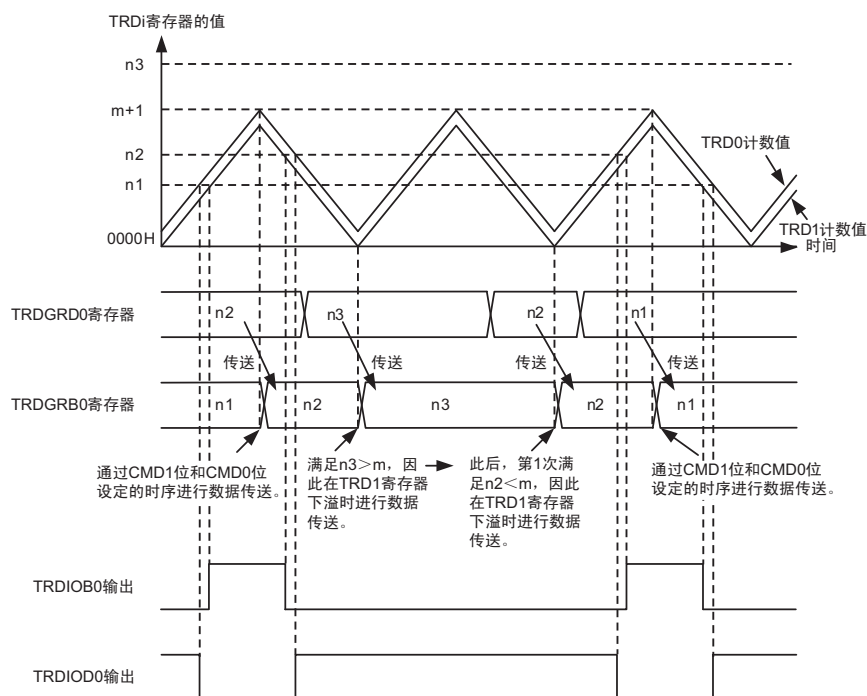 TRDi寄存器的值
n3
m+1
n2
n1
0000H
TRD0计数值
TRD1计数值
时间
TRDGRD0寄存器
n2
n3
n2
n1
传送
传送
传送
传送
TRDGRB0寄存器
n1
n2
n3
n2
n1
通过CMD1位和CMD0位
设定的时序进行数据传送。
满足n3＞m，因
此在TRD1寄存器
下溢时进行数据
传送。
此后，第1次满
足n2＜m，因此
在TRD1寄存器
下溢时进行数据
传送。
通过CMD1位和CMD0位
设定的时序进行数据传送。
TRDIOB0输出
TRDIOD0输出